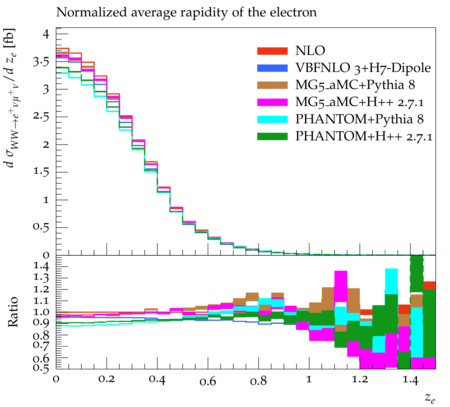 Normalized average rapidity of the electron
d σ_{WW→e⁺ν_μμ⁺ν} / d z_e [fb]
4
3.5
3
2.5
2
1.5
1
0.5
0
NLO
VBFNLO 3+H7-Dipole
MG5_aMC+Pythia 8
MG5_aMC+H++ 2.7.1
PHANTOM+Pythia 8
PHANTOM+H++ 2.7.1
Ratio
1.4
1.3
1.2
1.1
1.0
0.9
0.8
0.7
0.6
0.5
0 0.2 0.4 0.6 0.8 1 1.2 1.4
z_e